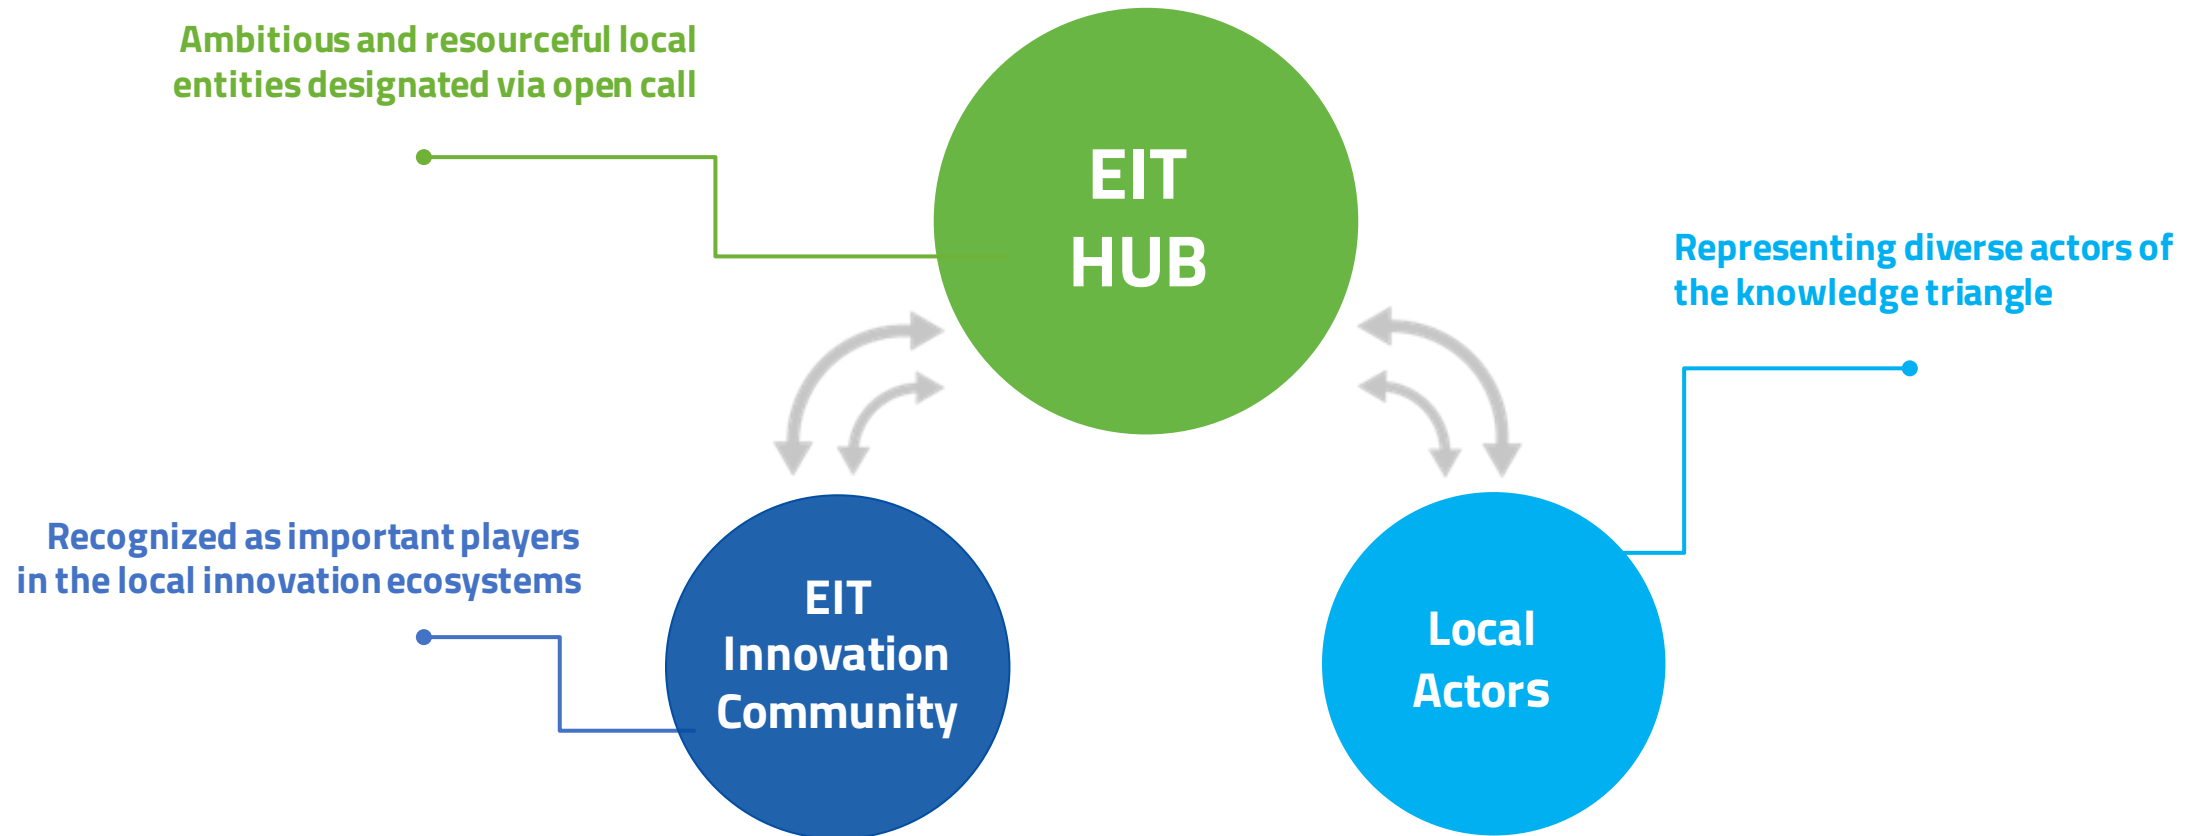 Ambitious and resourceful local
entities designated via open call
EIT
HUB
Representing diverse actors of
the knowledge triangle
Recognized as important players
in the local innovation ecosystems
EIT
Innovation
Community
Local
Actors